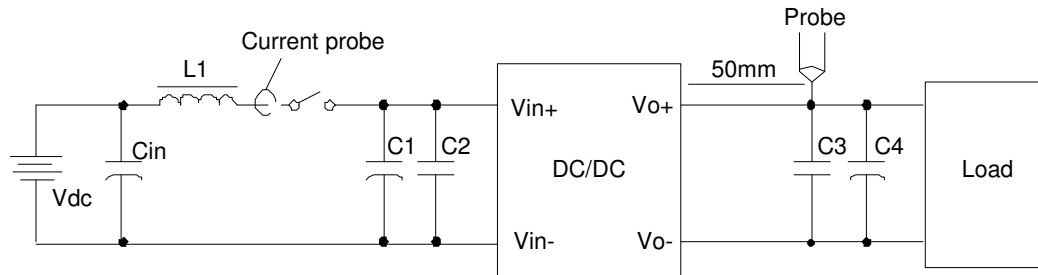 Probe
Current probe
L1
50mm
Vin+
Vo+
Cin
C1
C2
C3
C4
DC/DC
Load
Vdc
Vin-
Vo-